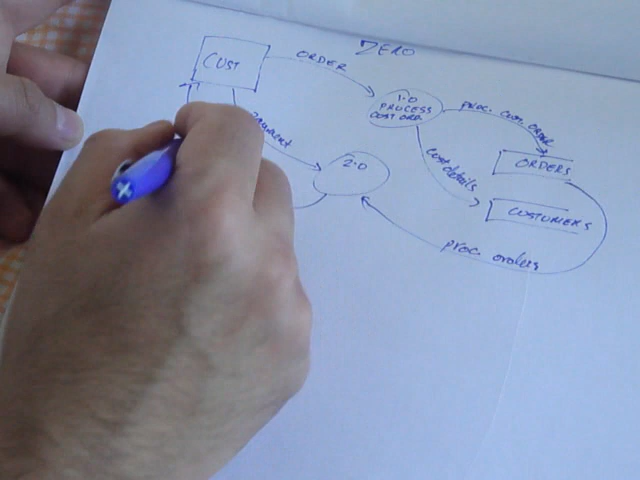 ZERO
CUST
ORDER
1.0
PROCESS
CUST ORD.
proc. cust. order
ORDERS
cust details
CUSTOMERS
2.0
proc. orders